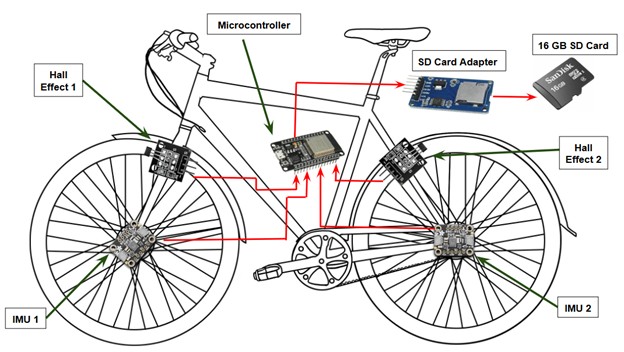 Microcontroller
SD Card Adapter
16 GB SD Card
Hall
Effect 1
SanDisk
16GB
Hall
Effect 2
IMU 1
IMU 2